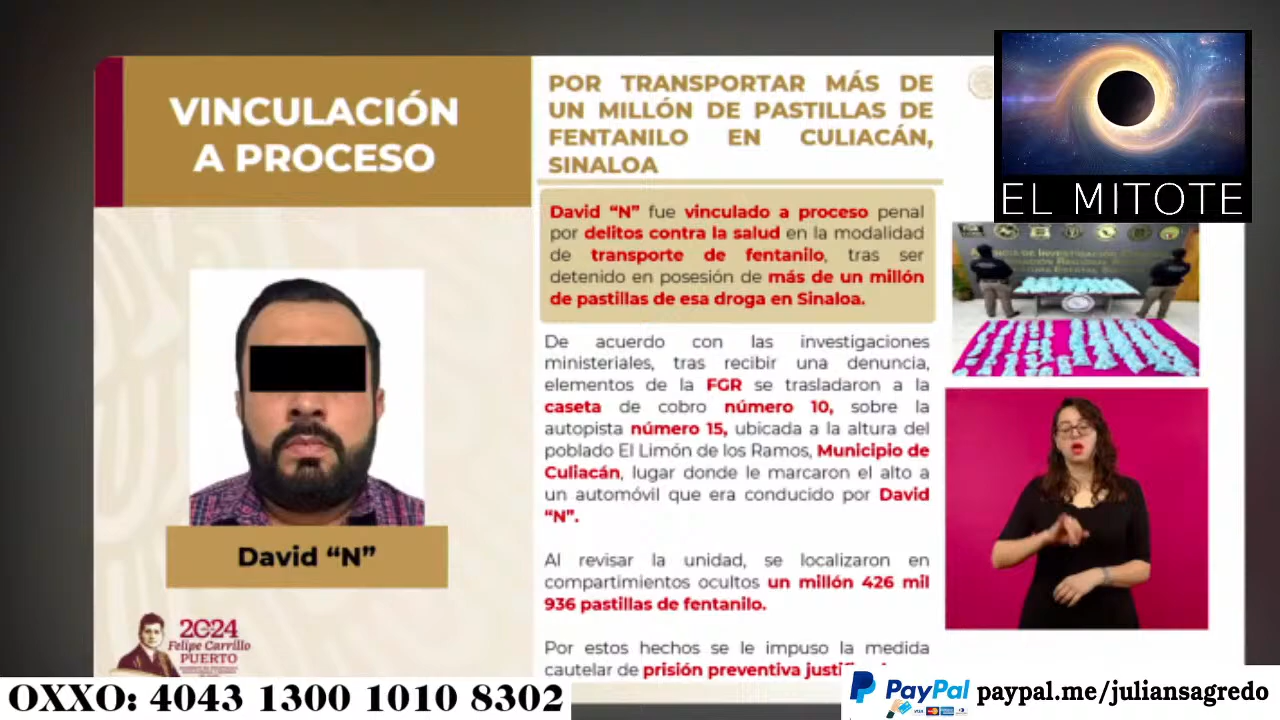 VINCULACIÓN
A PROCESO
David “N”
2024
Felipe Carrillo
PUERTO
POR TRANSPORTAR MÁS DE
UN MILLÓN DE PASTILLAS DE
FENTANILO EN CULIACÁN,
SINALOA
David “N” fue vinculado a proceso penal
por delitos contra la salud en la modalidad
de transporte de fentanilo, tras ser
detenido en posesión de más de un millón
de pastillas de esa droga en Sinaloa.
De acuerdo con las investigaciones
ministeriales, tras recibir una denuncia,
elementos de la FGR se trasladaron a la
caseta de cobro número 10, sobre la
autopista número 15, ubicada a la altura del
poblado El Limón de los Ramos, Municipio de
Culiacán, lugar donde le marcaron el alto a
un automóvil que era conducido por David
“N”.
Al revisar la unidad, se localizaron en
compartimientos ocultos un millón 426 mil
936 pastillas de fentanilo.
Por estos hechos se le impuso la medida
cautelar de prisión preventiva
EL MITOTE
OXXO: 4043 1300 1010 8302
PayPal paypal.me/juliansagredo